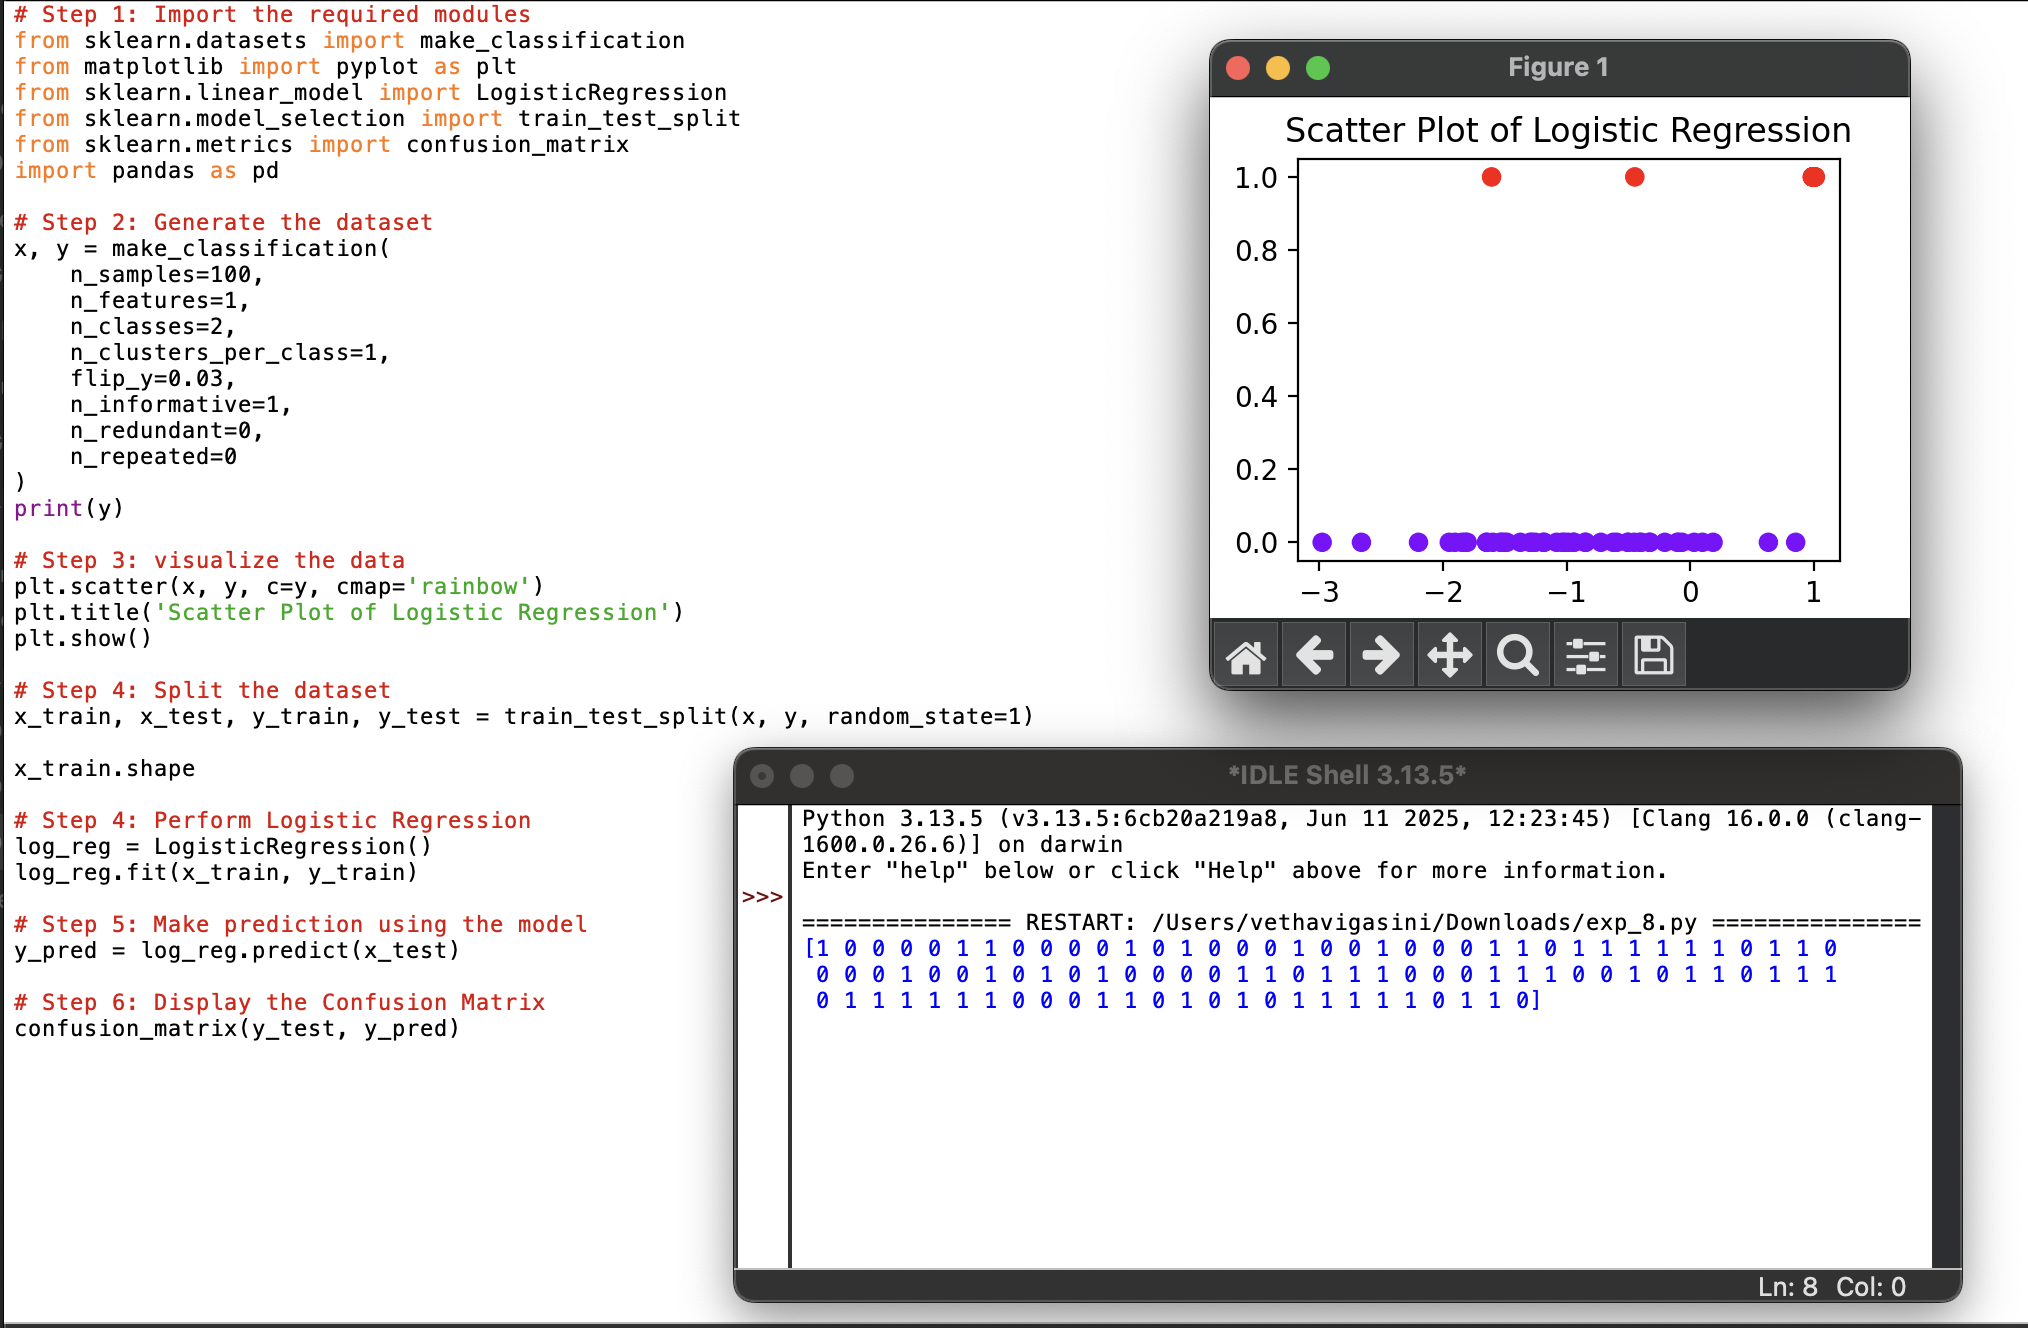 # Step 1: Import the required modules
from sklearn.datasets import make_classification
from matplotlib import pyplot as plt
from sklearn.linear_model import LogisticRegression
from sklearn.model_selection import train_test_split
from sklearn.metrics import confusion_matrix
import pandas as pd
# Step 2: Generate the dataset
x, y = make_classification(
    n_samples=100,
    n_features=1,
    n_classes=2,
    n_clusters_per_class=1,
    flip_y=0.03,
    n_informative=1,
    n_redundant=0,
    n_repeated=0
)
print(y)
# Step 3: visualize the data
plt.scatter(x, y, c=y, cmap='rainbow')
plt.title('Scatter Plot of Logistic Regression')
plt.show()
# Step 4: Split the dataset
x_train, x_test, y_train, y_test = train_test_split(x, y, random_state=1)
x_train.shape
# Step 4: Perform Logistic Regression
log_reg = LogisticRegression()
log_reg.fit(x_train, y_train)
# Step 5: Make prediction using the model
y_pred = log_reg.predict(x_test)
# Step 6: Display the Confusion Matrix
confusion_matrix(y_test, y_pred)
Figure 1
Scatter Plot of Logistic Regression
1.0
0.8
0.6
0.4
0.2
0.0
−3 −2 −1 0 1
*IDLE Shell 3.13.5*
Python 3.13.5 (v3.13.5:6cb20a219a8, Jun 11 2025, 12:23:45) [Clang 16.0.0 (clang-
1600.0.26.6)] on darwin
Enter "help" below or click "Help" above for more information.
>>>
=============== RESTART: /Users/vethavigasini/Downloads/exp_8.py ===============
[1 0 0 0 0 1 1 0 0 0 0 1 0 1 0 0 0 1 0 0 1 0 0 0 1 1 0 1 1 1 1 1 1 0 1 1 0
 0 0 0 1 0 0 1 0 1 0 1 0 0 0 0 1 1 0 1 1 1 0 0 0 1 1 1 0 0 1 0 1 1 0 1 1 1
 0 1 1 1 1 1 1 0 0 0 1 1 0 1 0 1 0 1 1 1 1 1 0 1 1 0]
Ln: 8 Col: 0